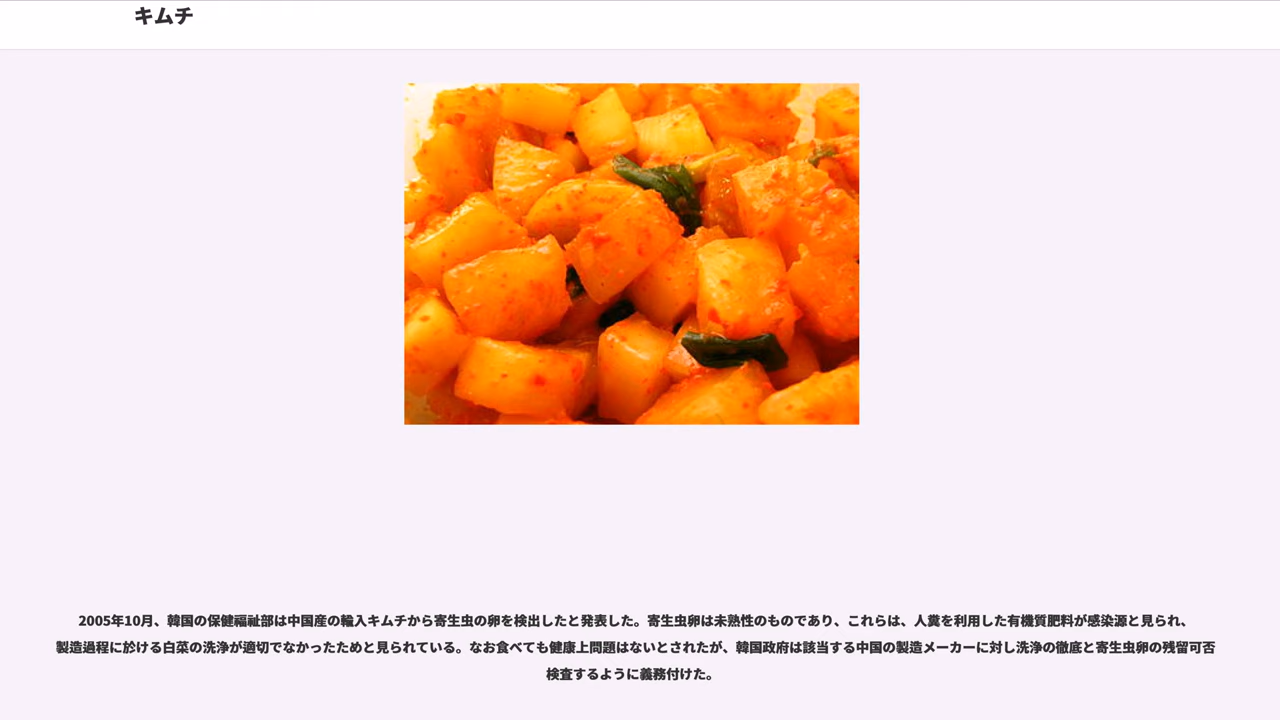 キムチ
2005年10月、韓国の保健福祉部は中国産の輸入キムチから寄生虫の卵を検出したと発表した。寄生虫卵は未熟性のものであり、これらは、人糞を利用した有機質肥料が感染源と見られ、
製造過程に於ける白菜の洗浄が適切でなかったためと見られている。なお食べても健康上問題はないとされたが、韓国政府は該当する中国の製造メーカーに対し洗浄の徹底と寄生虫卵の残留可否
検査するように義務付けた。